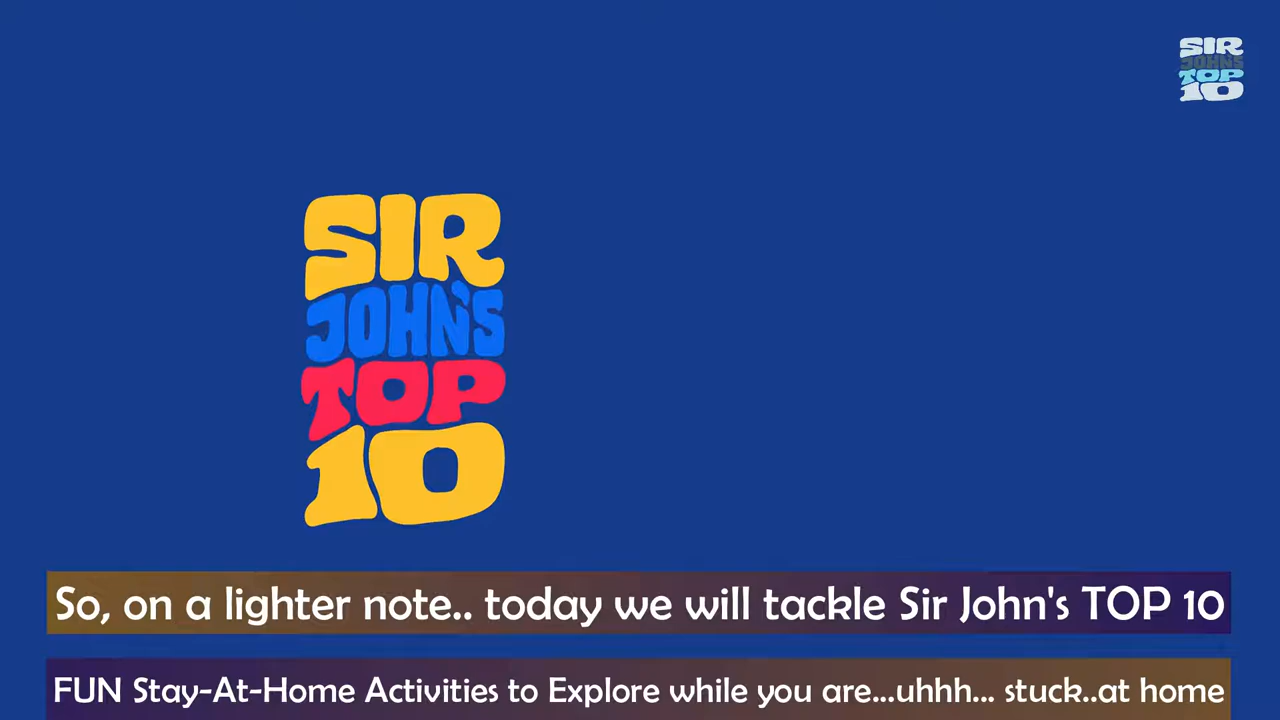 SIR
JOHN'S
TOP
10
SIR
JOHN'S
TOP
10
So, on a lighter note.. today we will tackle Sir John's TOP 10
FUN Stay-At-Home Activities to Explore while you are...uhhh... stuck..at home